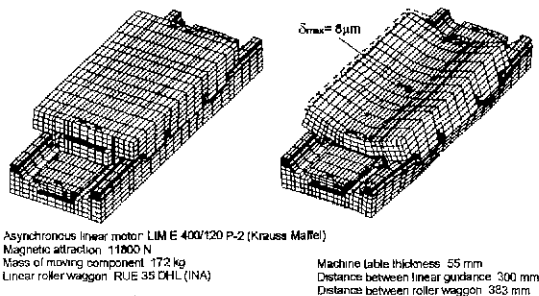 δmax= 8µm
Asynchronous linear motor LIM E 400/120 P-2 (Krauss Maffei)
Magnetic attraction 11800 N
Mass of moving component 172 kg
Linear roller waggon RUE 35 DHL (INA)
Machine table thickness 55 mm
Distance between linear guidance 300 mm
Distance between roller waggon 383 mm